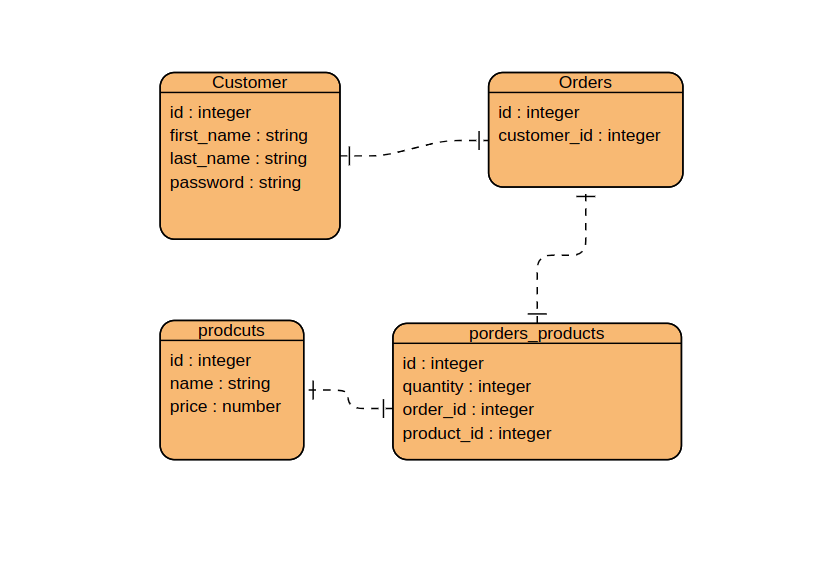 Customer
id : integer
first_name : string
last_name : string
password : string
Orders
id : integer
customer_id : integer
prodcuts
id : integer
name : string
price : number
porders_products
id : integer
quantity : integer
order_id : integer
product_id : integer